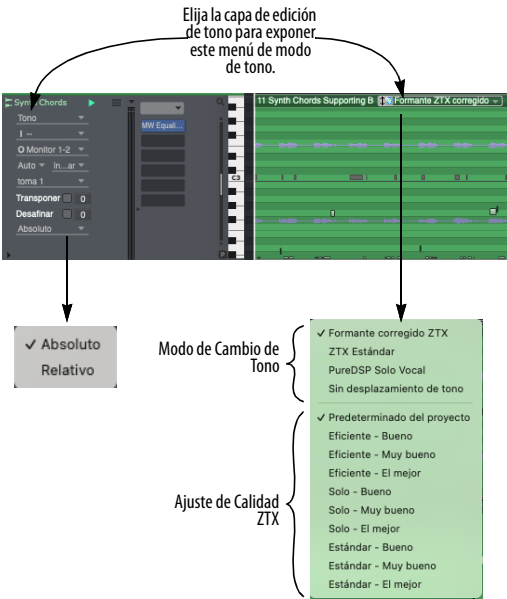 Elija la capa de edición
de tono para exponer
este menú de modo
de tono.
Synth Chords
Tono
I --
O Monitor 1-2
Auto In...ar
toma 1
Transponer 0
Desafinar 0
Absoluto
MW Equali...
C3
11 Synth Chords Supporting B
Formante ZTX corregido
✓ Absoluto
Relativo
Modo de Cambio de
Tono
✓ Formante corregido ZTX
ZTX Estándar
PureDSP Solo Vocal
Sin desplazamiento de tono
Ajuste de Calidad
ZTX
✓ Predeterminado del proyecto
Eficiente - Bueno
Eficiente - Muy bueno
Eficiente - El mejor
Solo - Bueno
Solo - Muy bueno
Solo - El mejor
Estándar - Bueno
Estándar - Muy bueno
Estándar - El mejor